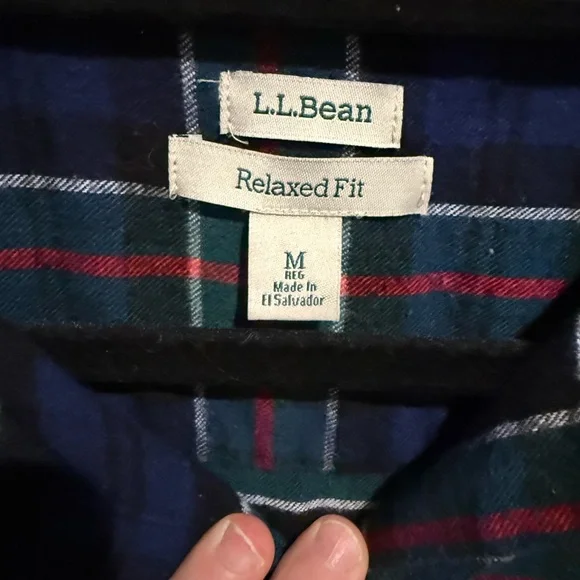 L.L.Bean
Relaxed Fit
M
REG
Made In
El Salvador